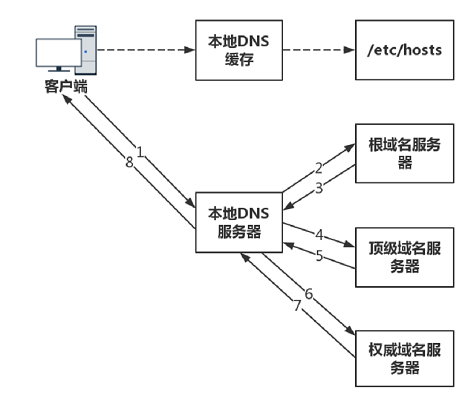 本地DNS
缓存
/etc/hosts
客户端
1
8
2
3
根域名服务
器
本地DNS
服务器
4
5
顶级域名服
务器
6
7
权威域名服
务器